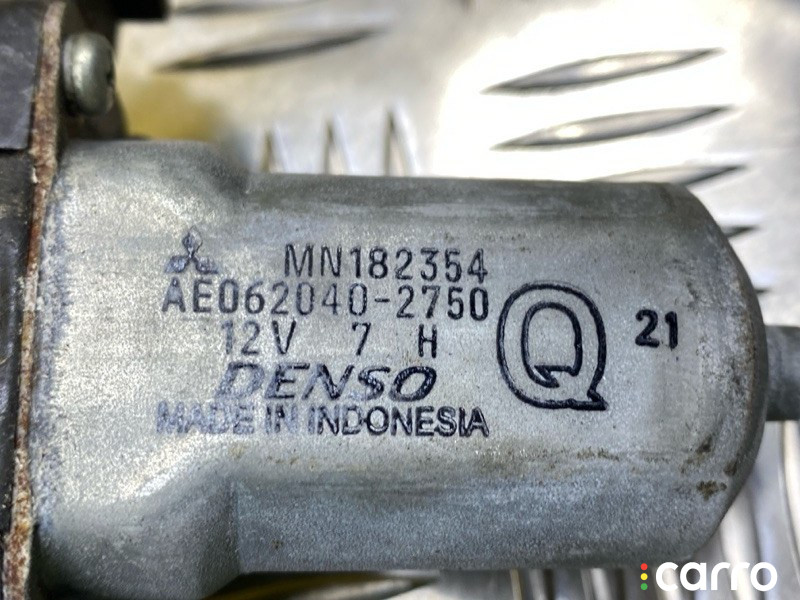 MN182354
AE062040-2750
12V 7 H
DENSO
MADE IN INDONESIA
Q
21
carro